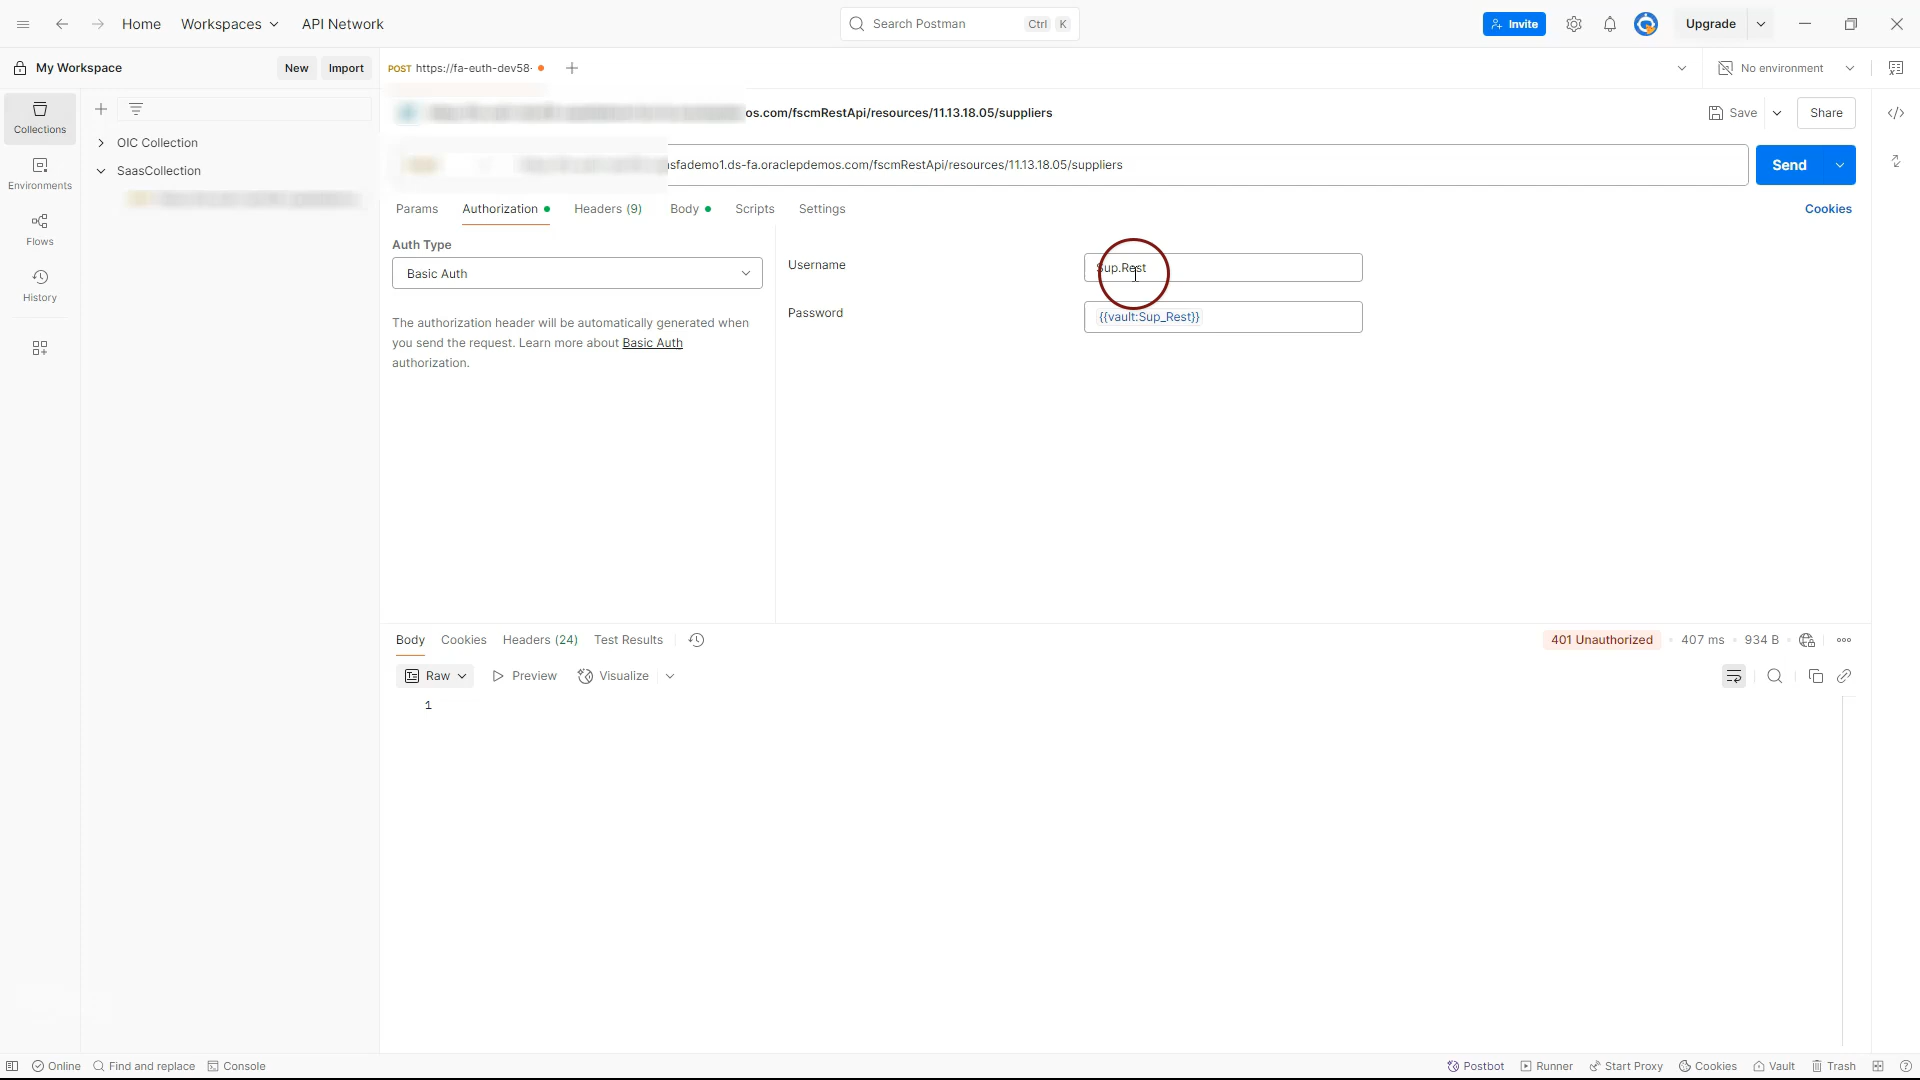 Home Workspaces API Network Search Postman Ctrl K Invite Upgrade
My Workspace New Import POST https://fa-euth-dev58- No environment
Collections
os.com/fscmRestApi/resources/11.13.18.05/suppliers Save Share
OIC Collection
SaasCollection
sfademo1.ds-fa.oraclepdemos.com/fscmRestApi/resources/11.13.18.05/suppliers Send
Environments
Params Authorization Headers (9) Body Scripts Settings Cookies
Flows
Auth Type
Basic Auth
Username Sup.Rest
History
Password {{vault:Sup_Rest}}
The authorization header will be automatically generated when
you send the request. Learn more about Basic Auth
authorization.
Body Cookies Headers (24) Test Results 401 Unauthorized 407 ms 934 B
Raw Preview Visualize
1
Online Find and replace Console Postbot Runner Start Proxy Cookies Vault Trash